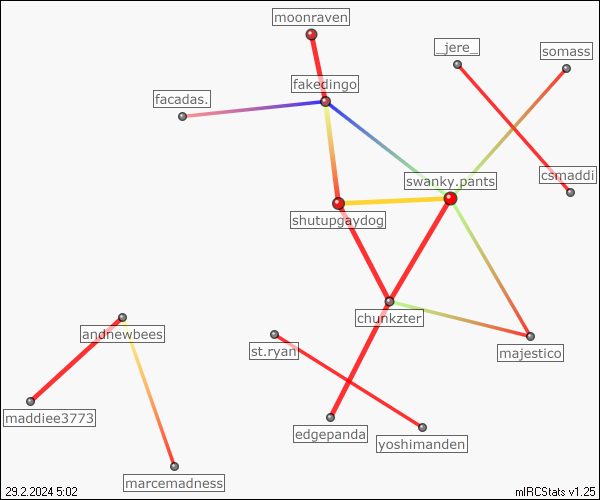 moonraven
_jere_
somass
fakedingo
facadas.
csmaddi
swanky.pants
shutupgaydog
chunkzter
andnewbees
st.ryan
majestico
maddiee3773
edgepanda
yoshimanden
marcemadness
29.2.2024 5:02
mIRCStats v1.25